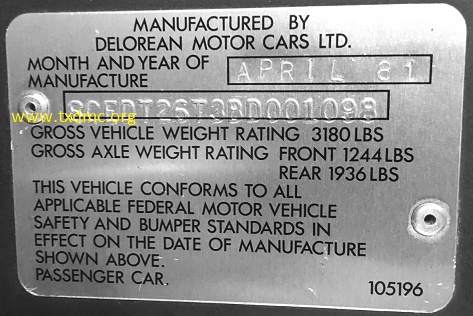 MANUFACTURED BY
DELOREAN MOTOR CARS LTD.
MONTH AND YEAR OF
MANUFACTURE APRIL 81
SCEDT26T3BD001098
www.txdmc.org
GROSS VEHICLE WEIGHT RATING 3180 LBS
GROSS AXLE WEIGHT RATING FRONT 1244 LBS
REAR 1936 LBS
THIS VEHICLE CONFORMS TO ALL
APPLICABLE FEDERAL MOTOR VEHICLE
SAFETY AND BUMPER STANDARDS IN
EFFECT ON THE DATE OF MANUFACTURE
SHOWN ABOVE.
PASSENGER CAR. 105196